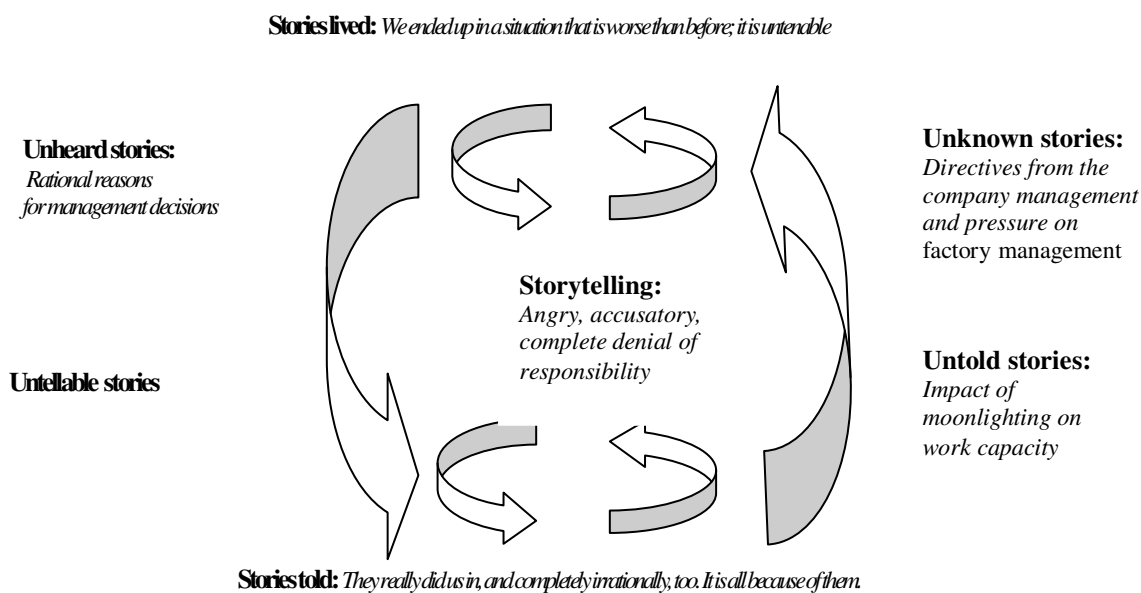 Stories lived: We ended up in a situation that is worse than before; it is untenable
Unheard stories:
Rational reasons
for management decisions
Unknown stories:
Directives from the
company management
and pressure on
factory management
Storytelling:
Angry, accusatory,
complete denial of
responsibility
Untellable stories
Untold stories:
Impact of
moonlighting on
work capacity
Stories told: They really did us in, and completely irrationally, too. It is all because of them.